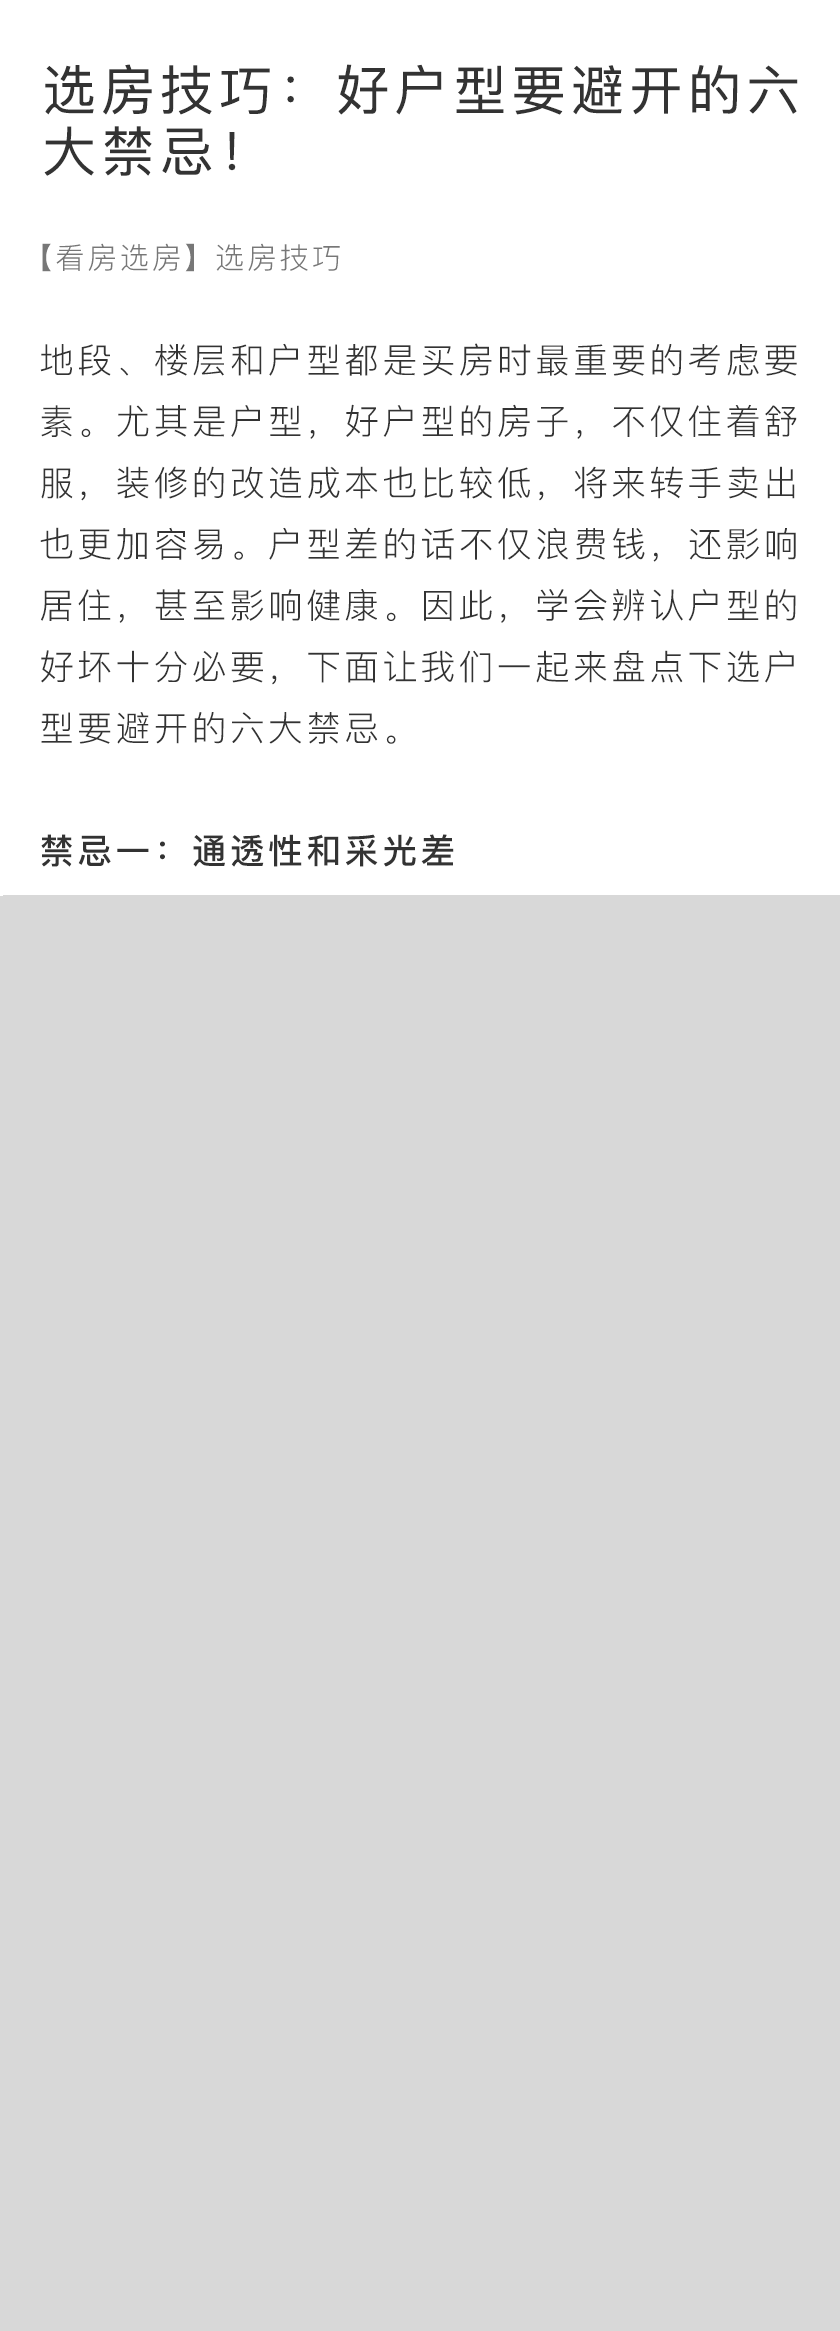 选房技巧：好户型要避开的六
大禁忌！
【看房选房】选房技巧
地段、楼层和户型都是买房时最重要的考虑要
素。尤其是户型，好户型的房子，不仅住着舒
服，装修的改造成本也比较低，将来转手卖出
也更加容易。户型差的话不仅浪费钱，还影响
居住，甚至影响健康。因此，学会辨认户型的
好坏十分必要，下面让我们一起来盘点下选户
型要避开的六大禁忌。
禁忌一：通透性和采光差